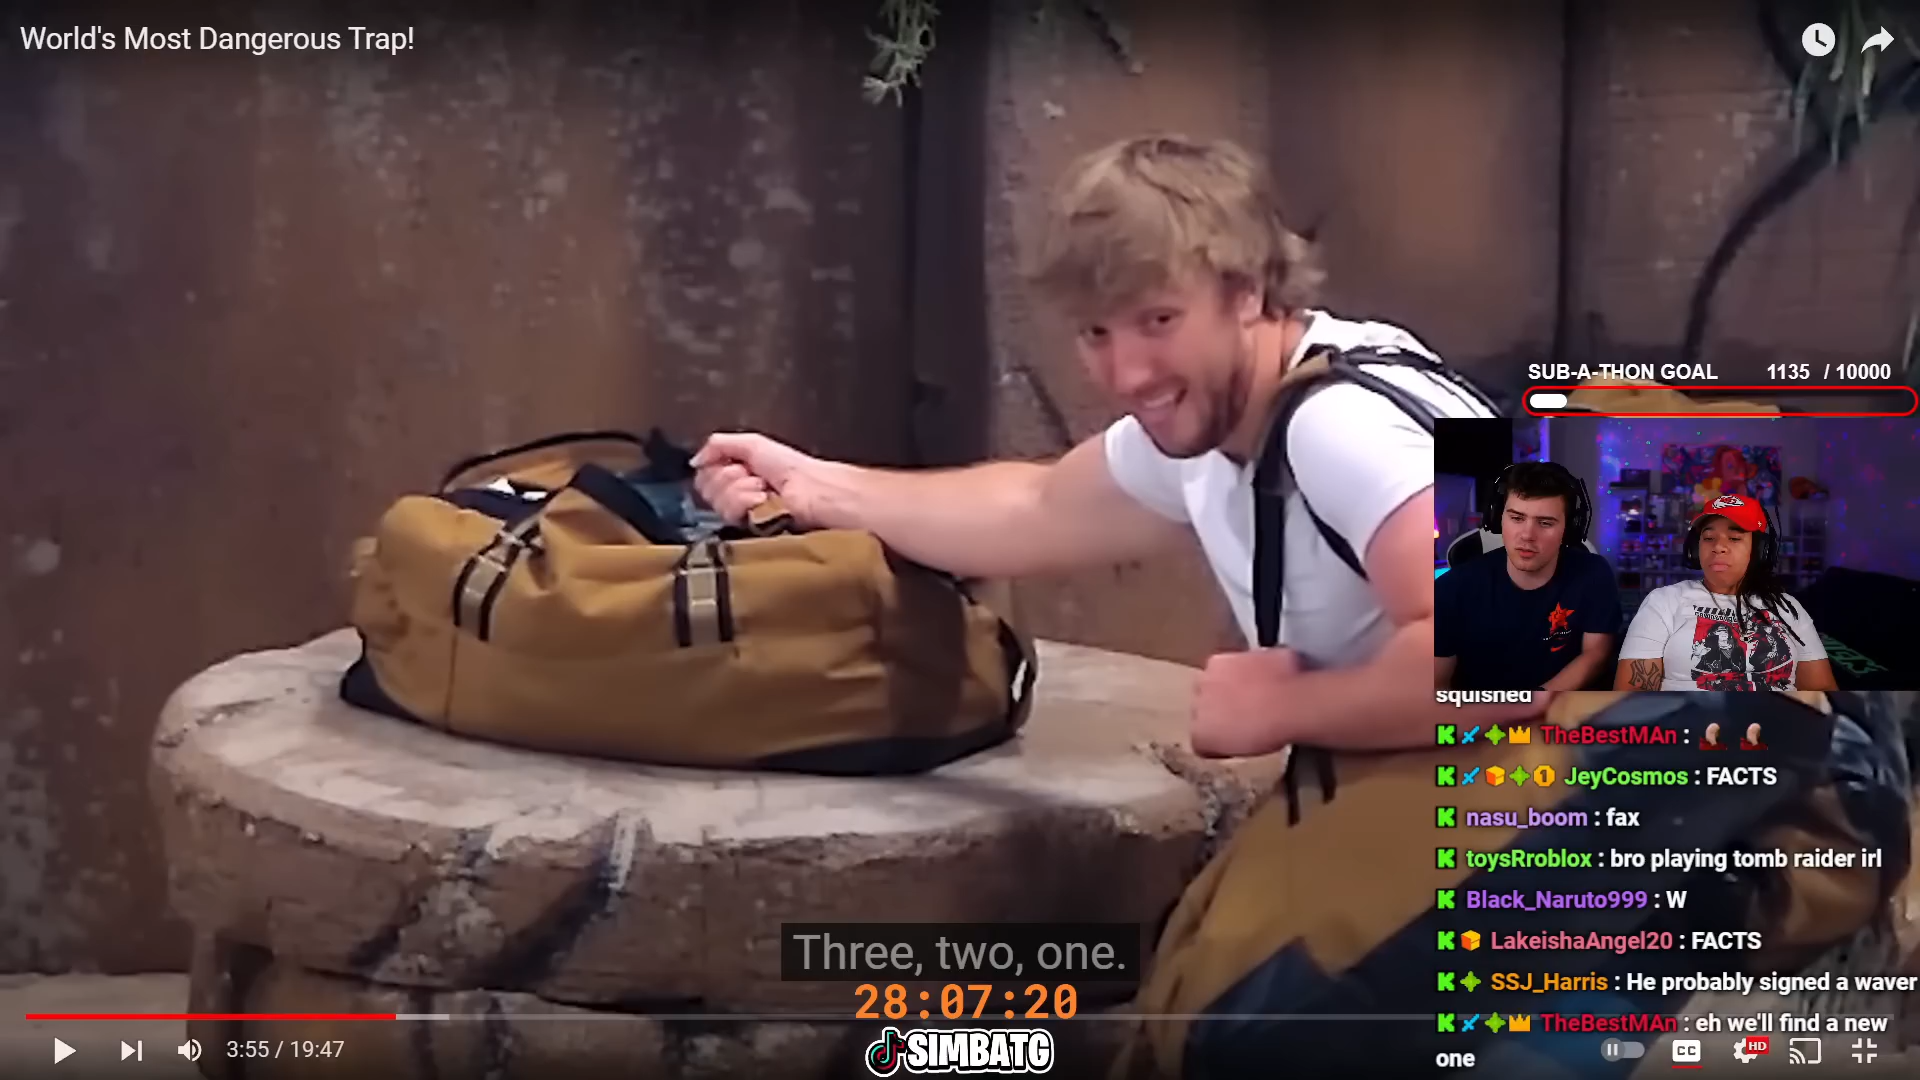 World's Most Dangerous Trap!
SUB-A-THON GOAL 1135 / 10000
squished
TheBestMAn :
JeyCosmos : FACTS
nasu_boom : fax
toysRroblox : bro playing tomb raider irl
Black_Naruto999 : W
LakeishaAngel20 : FACTS
SSJ_Harris : He probably signed a waver
TheBestMAn : eh we'll find a new
one
Three, two, one.
28:07:20
3:55 / 19:47
SIMBATG
CC
HD